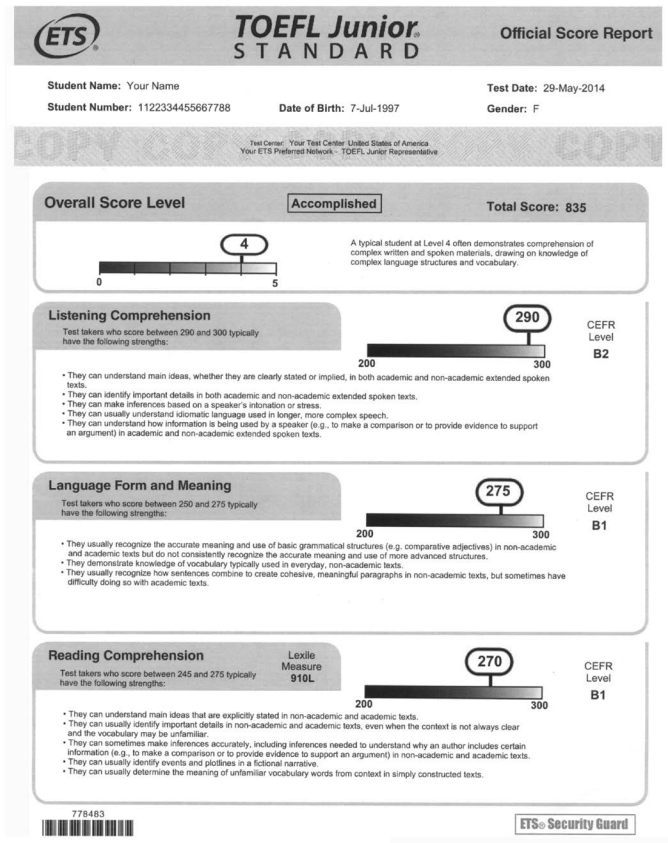 ETS®
TOEFL Junior®
STANDARD
Official Score Report
Student Name: Your Name
Test Date: 29-May-2014
Student Number: 1122334455667788
Date of Birth: 7-Jul-1997
Gender: F
COPY COPY COPY
Test Center: Your Test Center United States of America
Your ETS Preferred Network - TOEFL Junior Representative
Overall Score Level
Accomplished
Total Score: 835
4
0
5
A typical student at Level 4 often demonstrates comprehension of
complex written and spoken materials, drawing on knowledge of
complex language structures and vocabulary.
Listening Comprehension
Test takers who score between 290 and 300 typically
have the following strengths:
290
200
300
CEFR
Level
B2
• They can understand main ideas, whether they are clearly stated or implied, in both academic and non-academic extended spoken
texts.
• They can identify important details in both academic and non-academic extended spoken texts.
• They can make inferences based on a speaker's intonation or stress.
• They can usually understand idiomatic language used in longer, more complex speech.
• They can understand how information is being used by a speaker (e.g., to make a comparison or to provide evidence to support
an argument) in academic and non-academic extended spoken texts.
Language Form and Meaning
Test takers who score between 250 and 275 typically
have the following strengths:
275
200
300
CEFR
Level
B1
• They usually recognize the accurate meaning and use of basic grammatical structures (e.g. comparative adjectives) in non-academic
and academic texts but do not consistently recognize the accurate meaning and use of more advanced structures.
• They demonstrate knowledge of vocabulary typically used in everyday, non-academic texts.
• They usually recognize how sentences combine to create cohesive, meaningful paragraphs in non-academic texts, but sometimes have
difficulty doing so with academic texts.
Reading Comprehension
Test takers who score between 245 and 275 typically
have the following strengths:
Lexile
Measure
910L
270
200
300
CEFR
Level
B1
• They can understand main ideas that are explicitly stated in non-academic and academic texts.
• They can usually identify important details in non-academic and academic texts, even when the context is not always clear
and the vocabulary may be unfamiliar.
• They can sometimes make inferences accurately, including inferences needed to understand why an author includes certain
information (e.g., to make a comparison or to provide evidence to support an argument) in non-academic and academic texts.
• They can usually identify events and plotlines in a fictional narrative.
• They can usually determine the meaning of unfamiliar vocabulary words from context in simply constructed texts.
778483
ETS® Security Guard